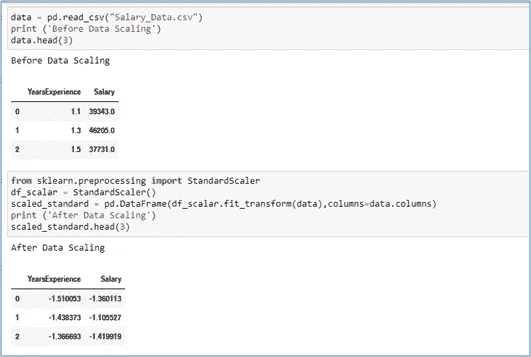 data = pd.read_csv("Salary_Data.csv")
print ('Before Data Scaling')
data.head(3)
Before Data Scaling
YearsExperience Salary
0 1.1 39343.0
1 1.3 46205.0
2 1.5 37731.0
from sklearn.preprocessing import StandardScaler
df_scalar = StandardScaler()
scaled_standard = pd.DataFrame(df_scalar.fit_transform(data),columns=data.columns)
print ('After Data Scaling')
scaled_standard.head(3)
After Data Scaling
YearsExperience Salary
0 -1.510053 -1.360113
1 -1.438373 -1.105527
2 -1.366693 -1.419919